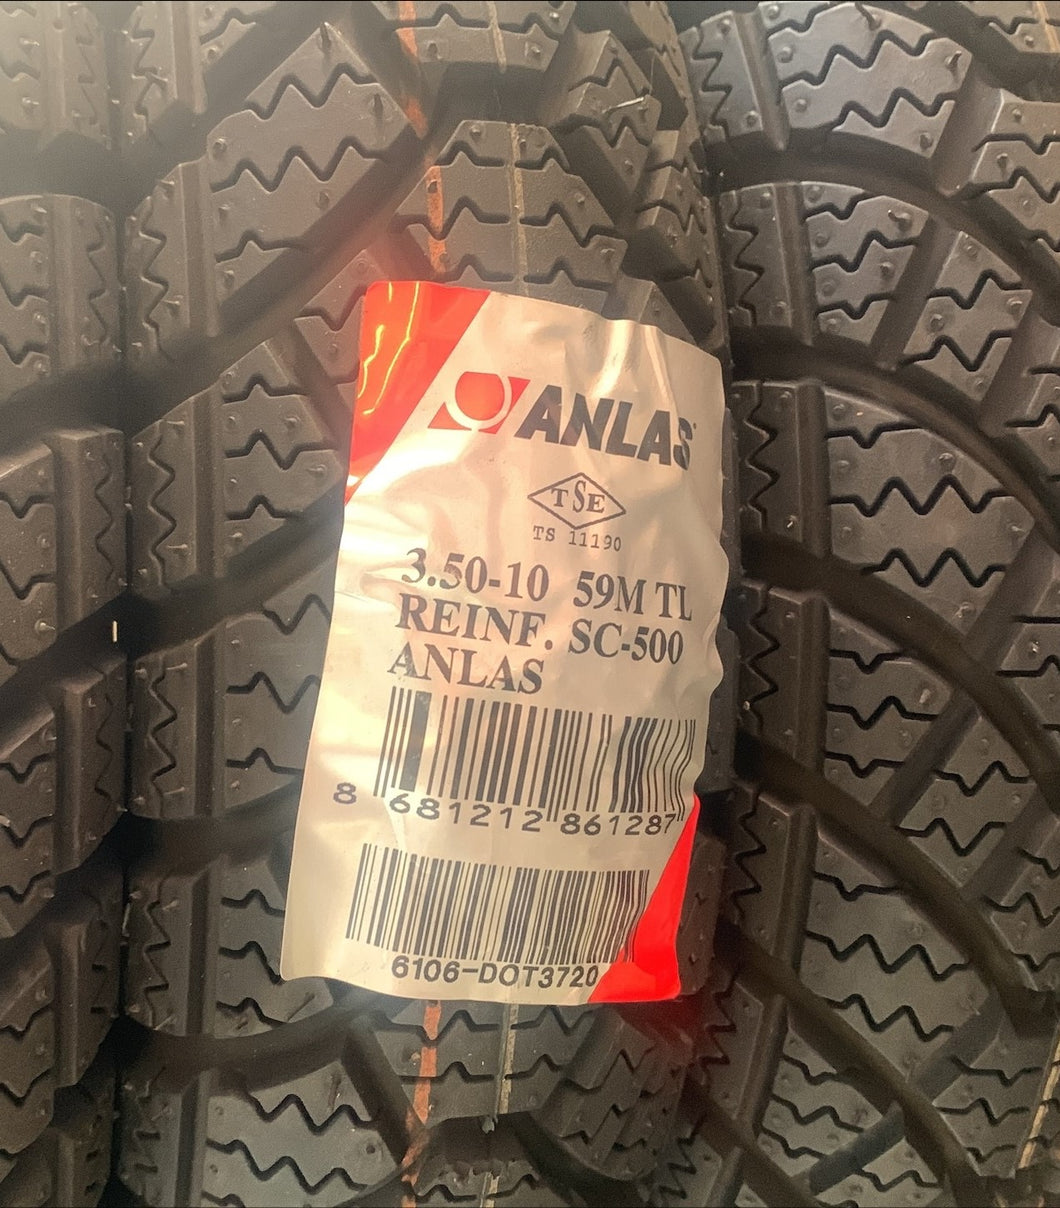 ANLAS
TSE
TS 11190
3.50-10 59M TL
REINF. SC-500
ANLAS
8 681212 861287
6106-DOT3720